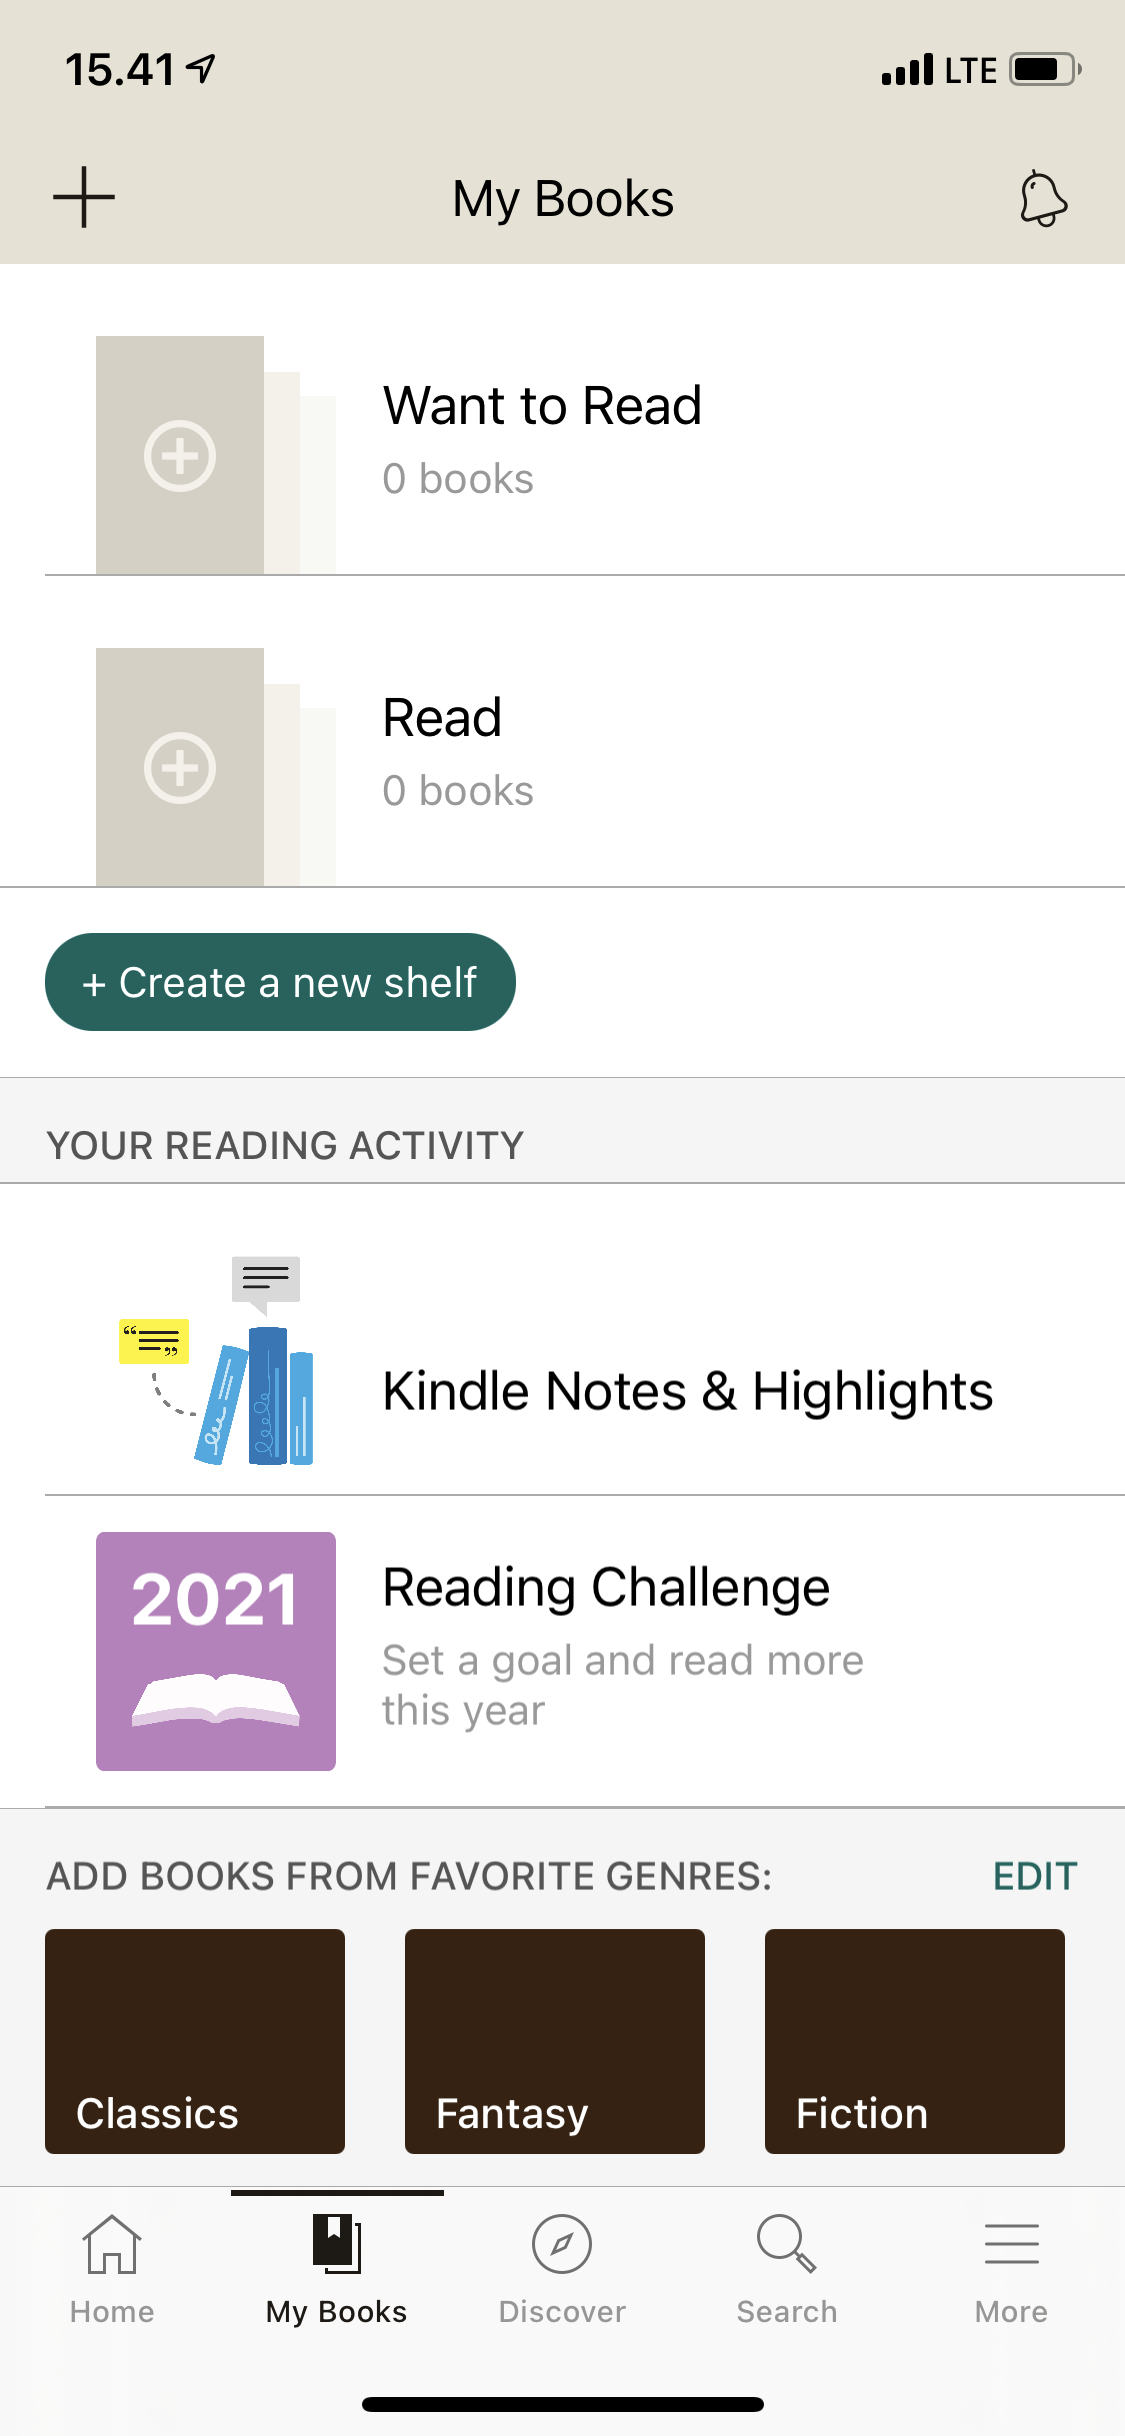 15.41
LTE
My Books
Want to Read
0 books
Read
0 books
+ Create a new shelf
YOUR READING ACTIVITY
Kindle Notes & Highlights
2021
Reading Challenge
Set a goal and read more
this year
ADD BOOKS FROM FAVORITE GENRES:
EDIT
Classics
Fantasy
Fiction
Home
My Books
Discover
Search
More